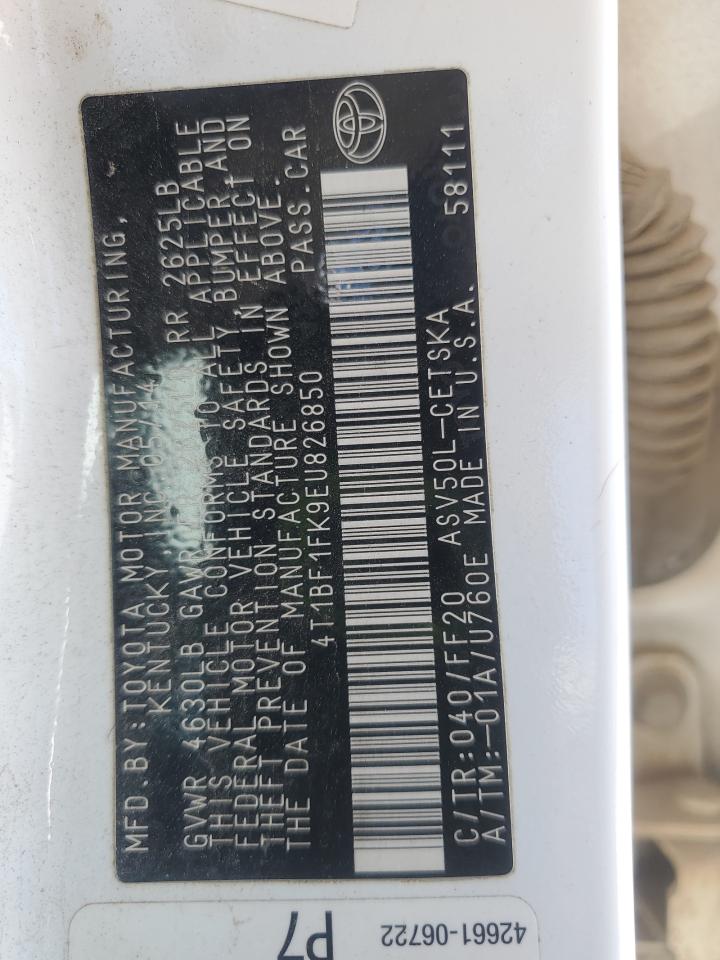 MFD.BY:TOYOTA MOTOR MANUFACTURING,
KENTUCKY INC 05/14
GVWR 4630LB GAWR RR 2625LB
THIS VEHICLE CONFORMS TO ALL APPLICABLE
FEDERAL MOTOR VEHICLE SAFETY, BUMPER AND
THEFT PREVENTION STANDARDS IN EFFECT ON
THE DATE OF MANUFACTURE SHOWN ABOVE.
4T1BF1FK9EU826850 PASS.CAR
C/TR:040/FF20 ASV50L-CETSKA 58111
A/TM:-01A/U760E MADE IN U.S.A.
42661-06722
P7